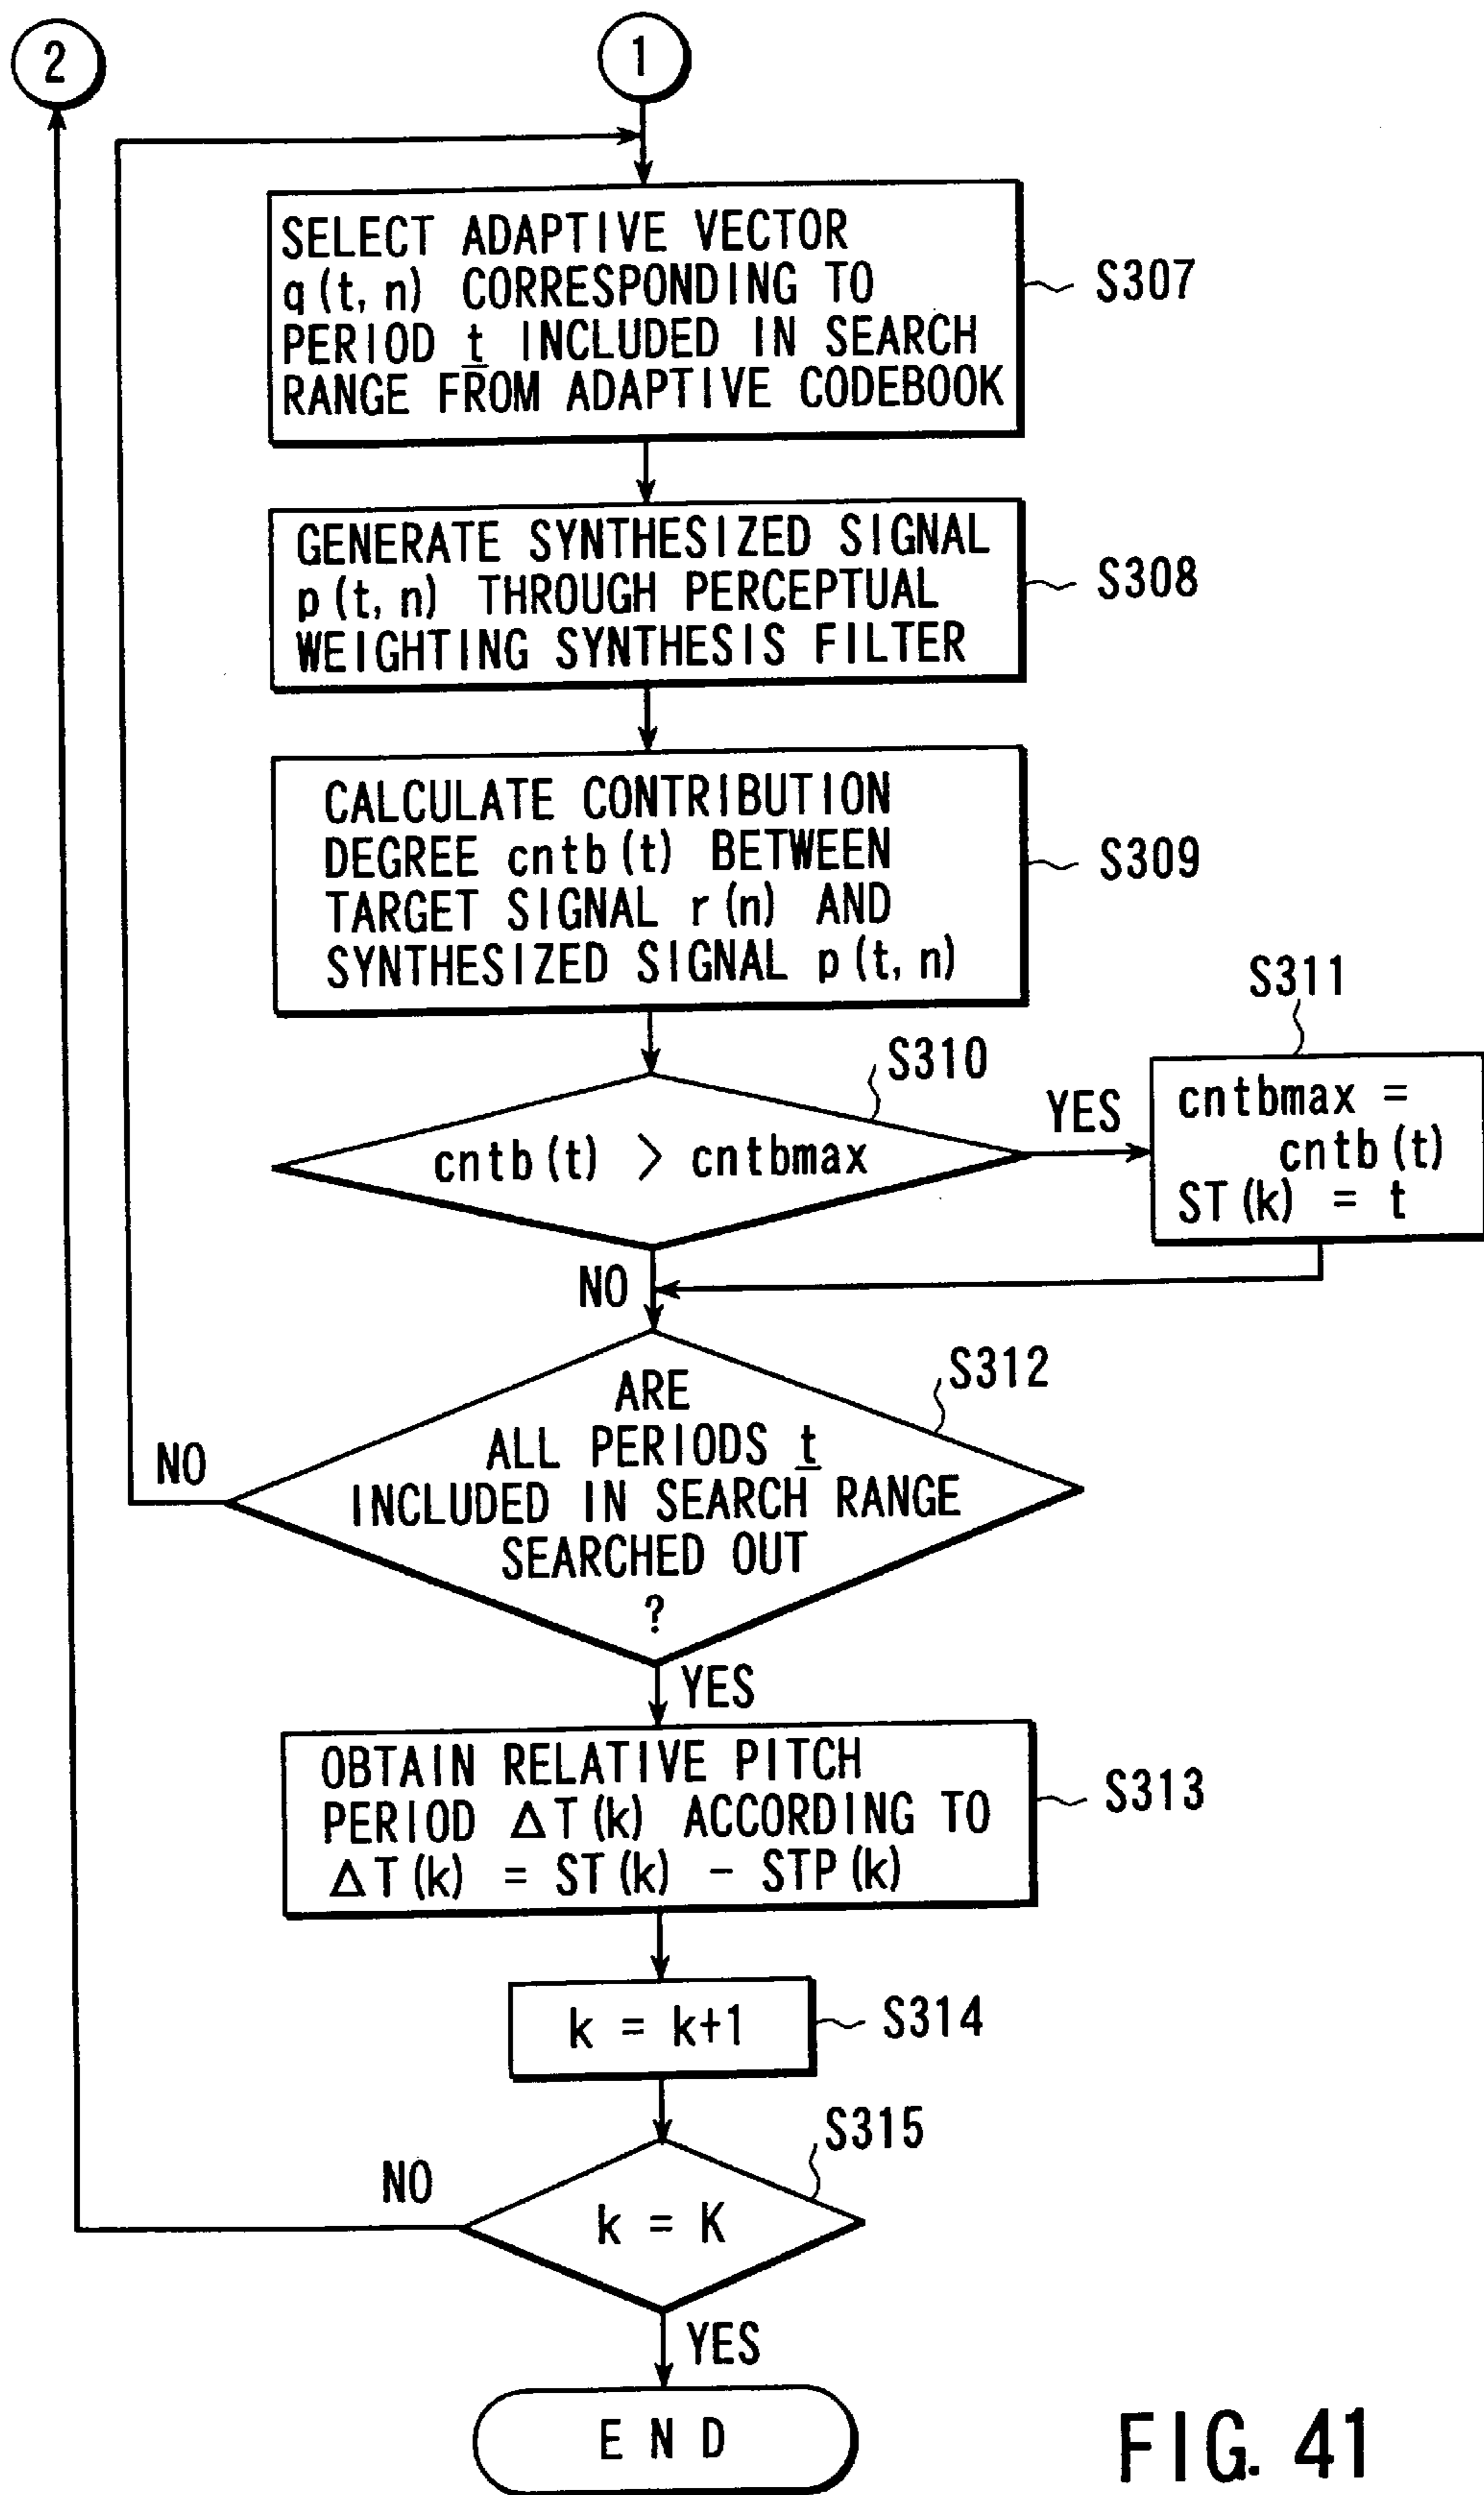 2
1
SELECT ADAPTIVE VECTOR
q(t,n) CORRESPONDING TO
PERIOD t INCLUDED IN SEARCH
RANGE FROM ADAPTIVE CODEBOOK
S307
GENERATE SYNTHESIZED SIGNAL
p(t,n) THROUGH PERCEPTUAL
WEIGHTING SYNTHESIS FILTER
S308
CALCULATE CONTRIBUTION
DEGREE cntb(t) BETWEEN
TARGET SIGNAL r(n) AND
SYNTHESIZED SIGNAL p(t,n)
S309
S310
cntb(t) > cntbmax
YES
S311
cntbmax =
cntb(t)
ST(k) = t
NO
S312
ARE
ALL PERIODS t
INCLUDED IN SEARCH RANGE
SEARCHED OUT
?
NO
YES
OBTAIN RELATIVE PITCH
PERIOD ΔT(k) ACCORDING TO
ΔT(k) = ST(k) - STP(k)
S313
k = k+1
S314
S315
k = K
NO
YES
END
FIG. 41